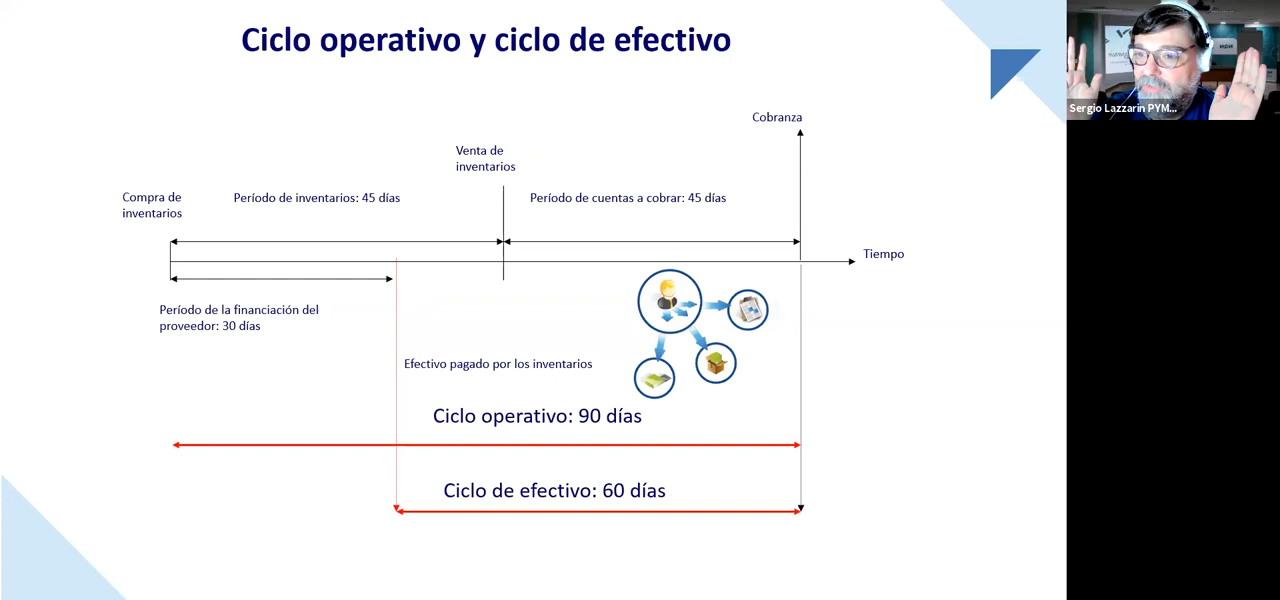 Ciclo operativo y ciclo de efectivo
Cobranza
Venta de
inventarios
Compra de
inventarios
Período de inventarios: 45 días
Período de cuentas a cobrar: 45 días
Tiempo
Período de la financiación del
proveedor: 30 días
Efectivo pagado por los inventarios
Ciclo operativo: 90 días
Ciclo de efectivo: 60 días
Sergio Lazzarin PYM...